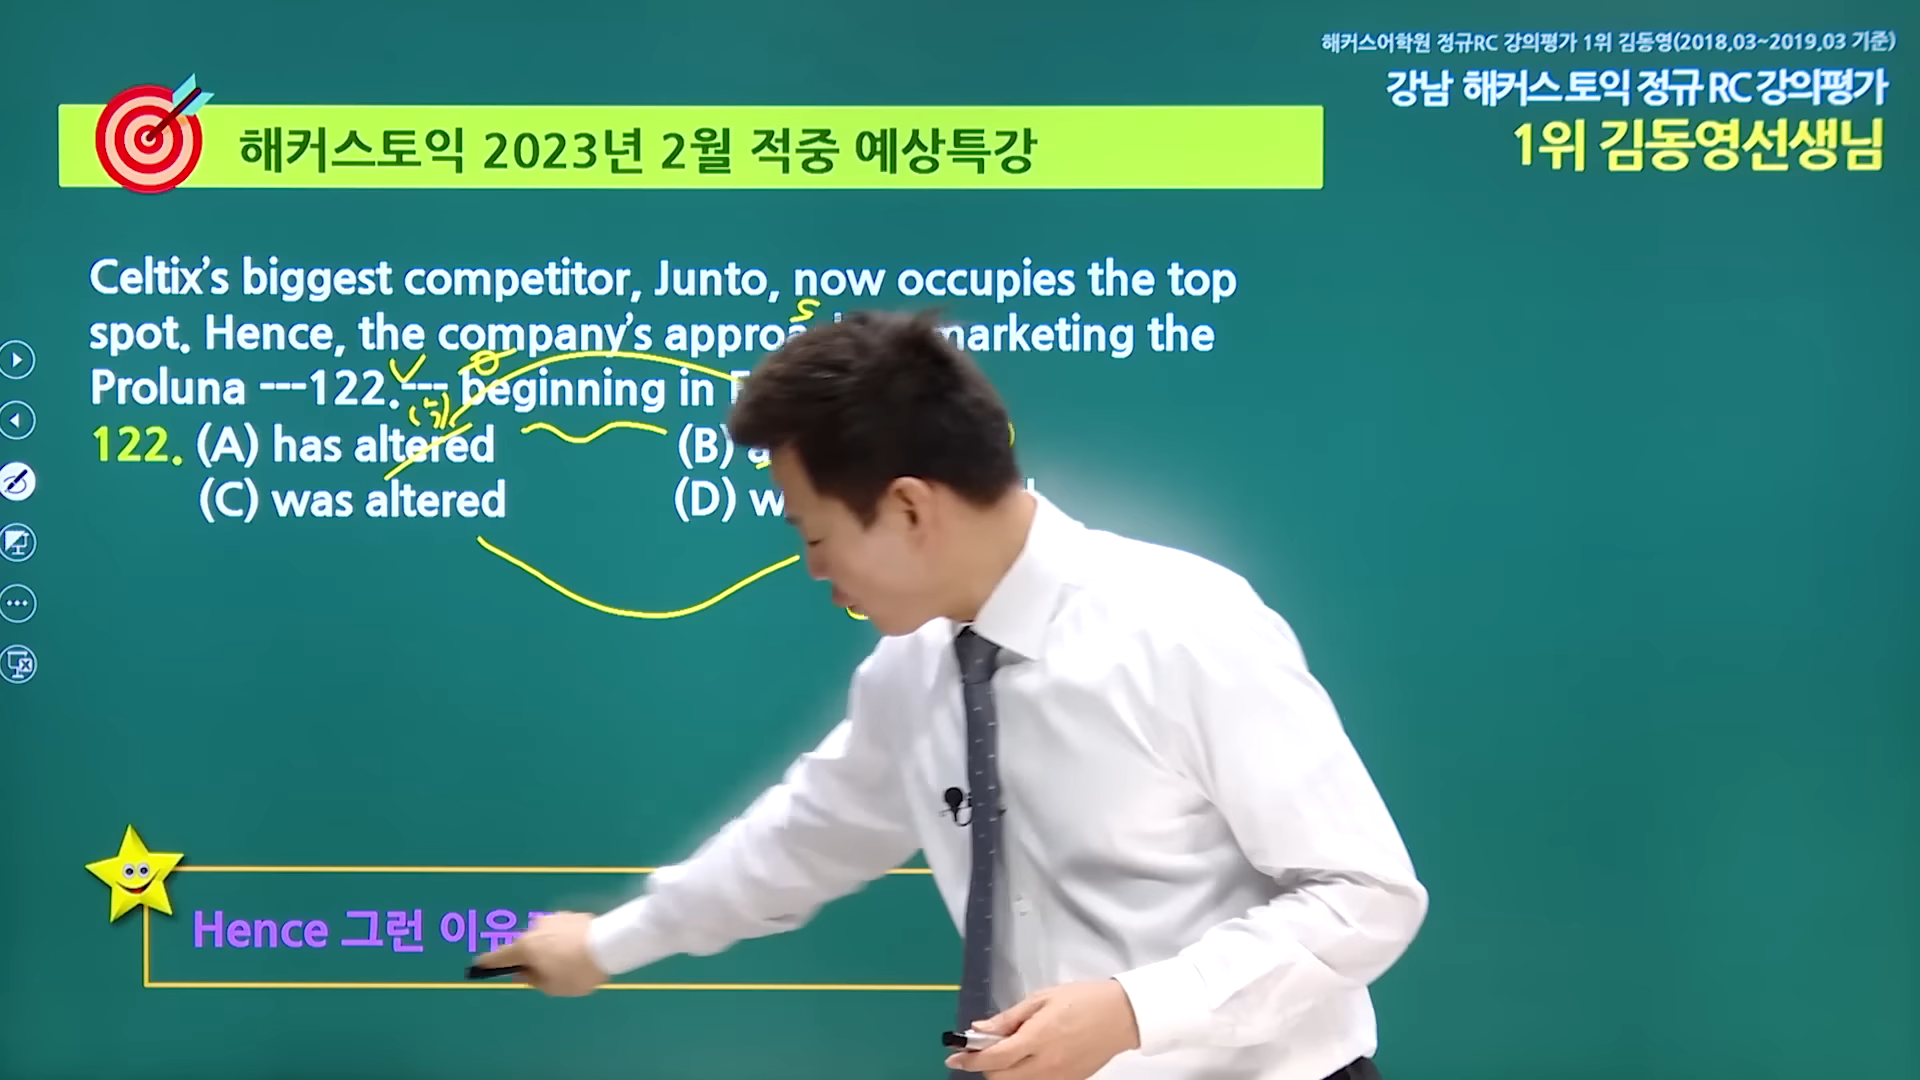 해커스어학원 정규RC 강의평가 1위 김동영(2018.03~2019.03 기준)
강남 해커스 토익 정규 RC 강의평가
1위 김동영선생님
해커스토익 2023년 2월 적중 예상특강
Celtix’s biggest competitor, Junto, now occupies the top
spot. Hence, the company’s marketing the
Proluna ---122.--- beginning in
122. (A) has altered (B)
(C) was altered (D)
Hence 그런